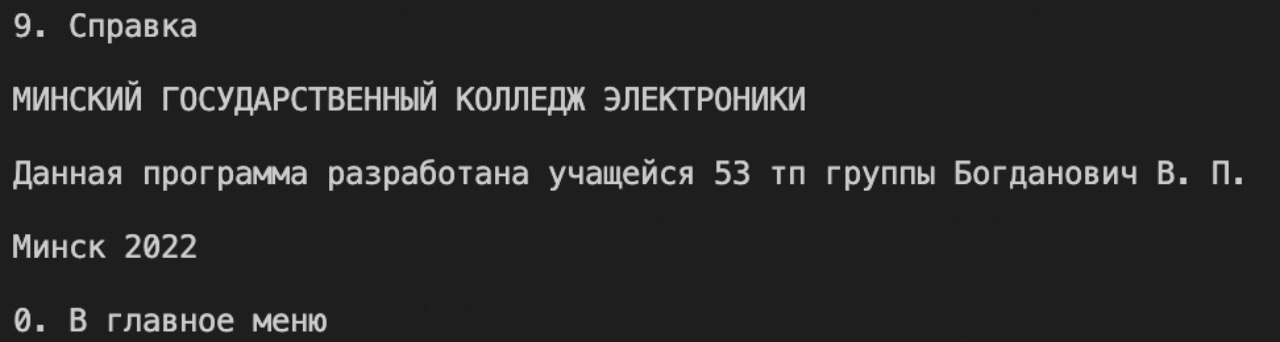 9. Справка
МИНСКИЙ ГОСУДАРСТВЕННЫЙ КОЛЛЕДЖ ЭЛЕКТРОНИКИ
Данная программа разработана учащейся 53 тп группы Богданович В. П.
Минск 2022
0. В главное меню